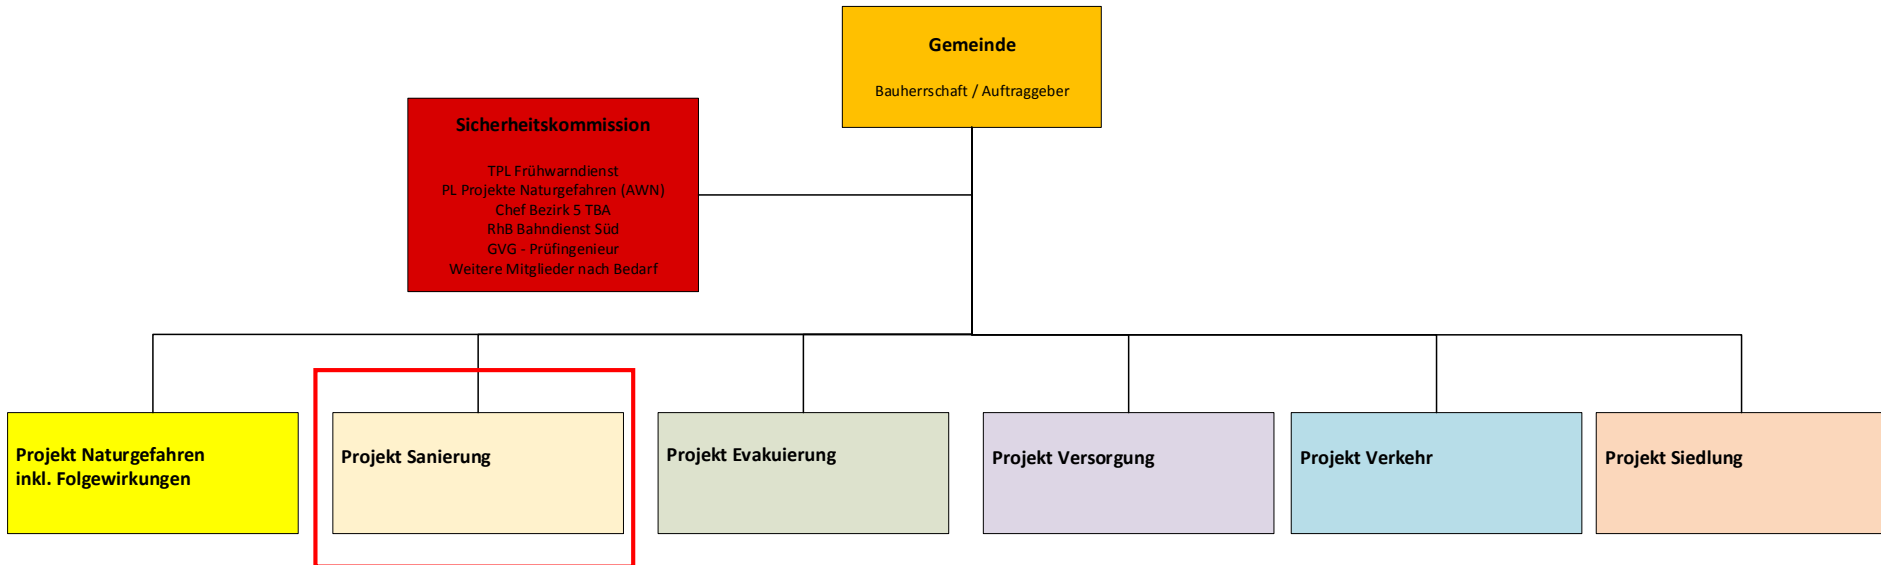 Gemeinde
Bauherrschaft / Auftraggeber
Sicherheitskommission
TPL Frühwarndienst
PL Projekte Naturgefahren (AWN)
Chef Bezirk 5 TBA
RhB Bahndienst Süd
GVG - Prüfingenieur
Weitere Mitglieder nach Bedarf
Projekt Naturgefahren
inkl. Folgewirkungen
Projekt Sanierung
Projekt Evakuierung
Projekt Versorgung
Projekt Verkehr
Projekt Siedlung